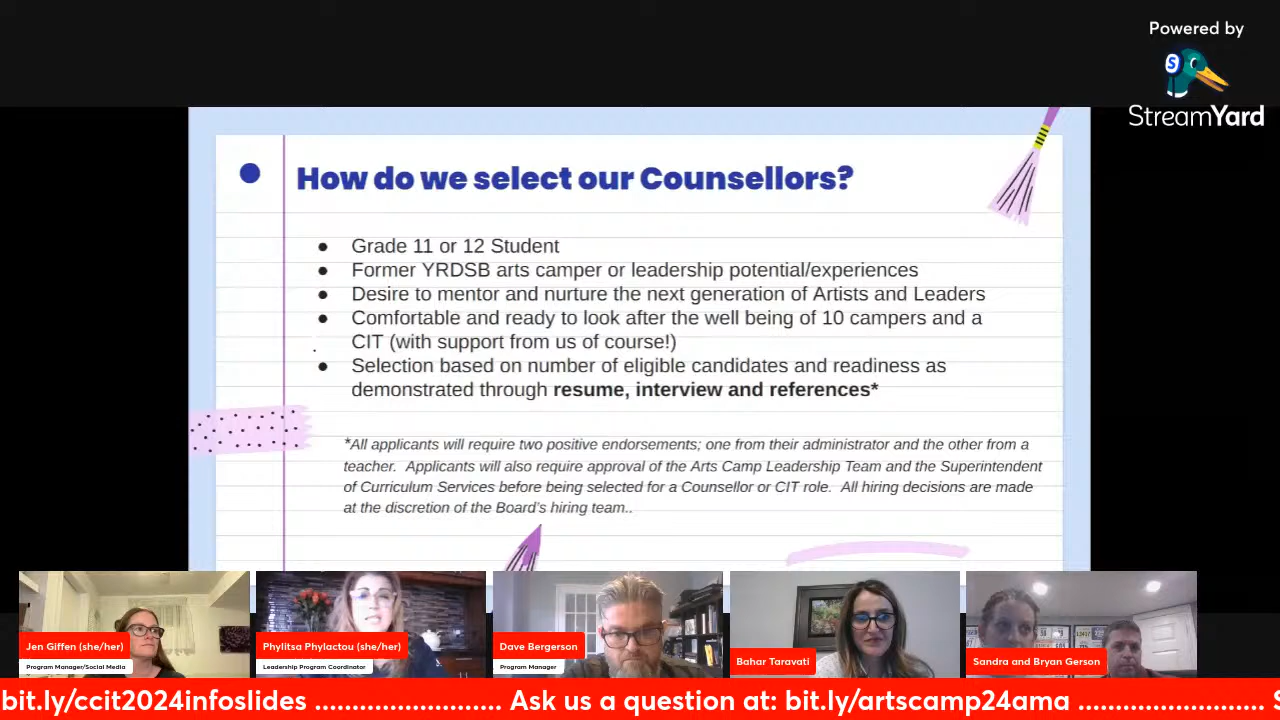 Powered by
StreamYard
How do we select our Counsellors?
● Grade 11 or 12 Student
● Former YRDSB arts camper or leadership potential/experiences
● Desire to mentor and nurture the next generation of Artists and Leaders
● Comfortable and ready to look after the well being of 10 campers and a
CIT (with support from us of course!)
● Selection based on number of eligible candidates and readiness as
demonstrated through resume, interview and references*
*All applicants will require two positive endorsements; one from their administrator and the other from a
teacher. Applicants will also require approval of the Arts Camp Leadership Team and the Superintendent
of Curriculum Services before being selected for a Counsellor or CIT role. All hiring decisions are made
at the discretion of the Board's hiring team..
Jen Giffen (she/her)
Program Manager/Social Media
Phylitsa Phylactou (she/her)
Leadership Program Coordinator
Dave Bergerson
Program Manager
Bahar Taravati
Sandra and Bryan Gerson
bit.ly/ccit2024infoslides ........................ Ask us a question at: bit.ly/artscamp24ama ........................ S